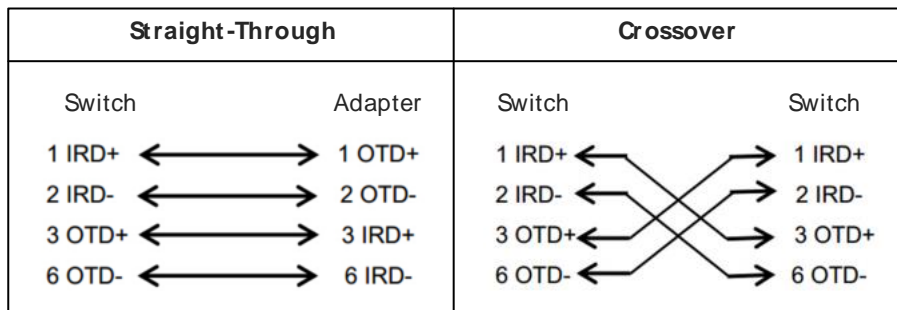 Straight-Through
Crossover
Switch Adapter
1 IRD+ 1 OTD+
2 IRD- 2 OTD-
3 OTD+ 3 IRD+
6 OTD- 6 IRD-
Switch Switch
1 IRD+ 1 IRD+
2 IRD- 2 IRD-
3 OTD+ 3 OTD+
6 OTD- 6 OTD-